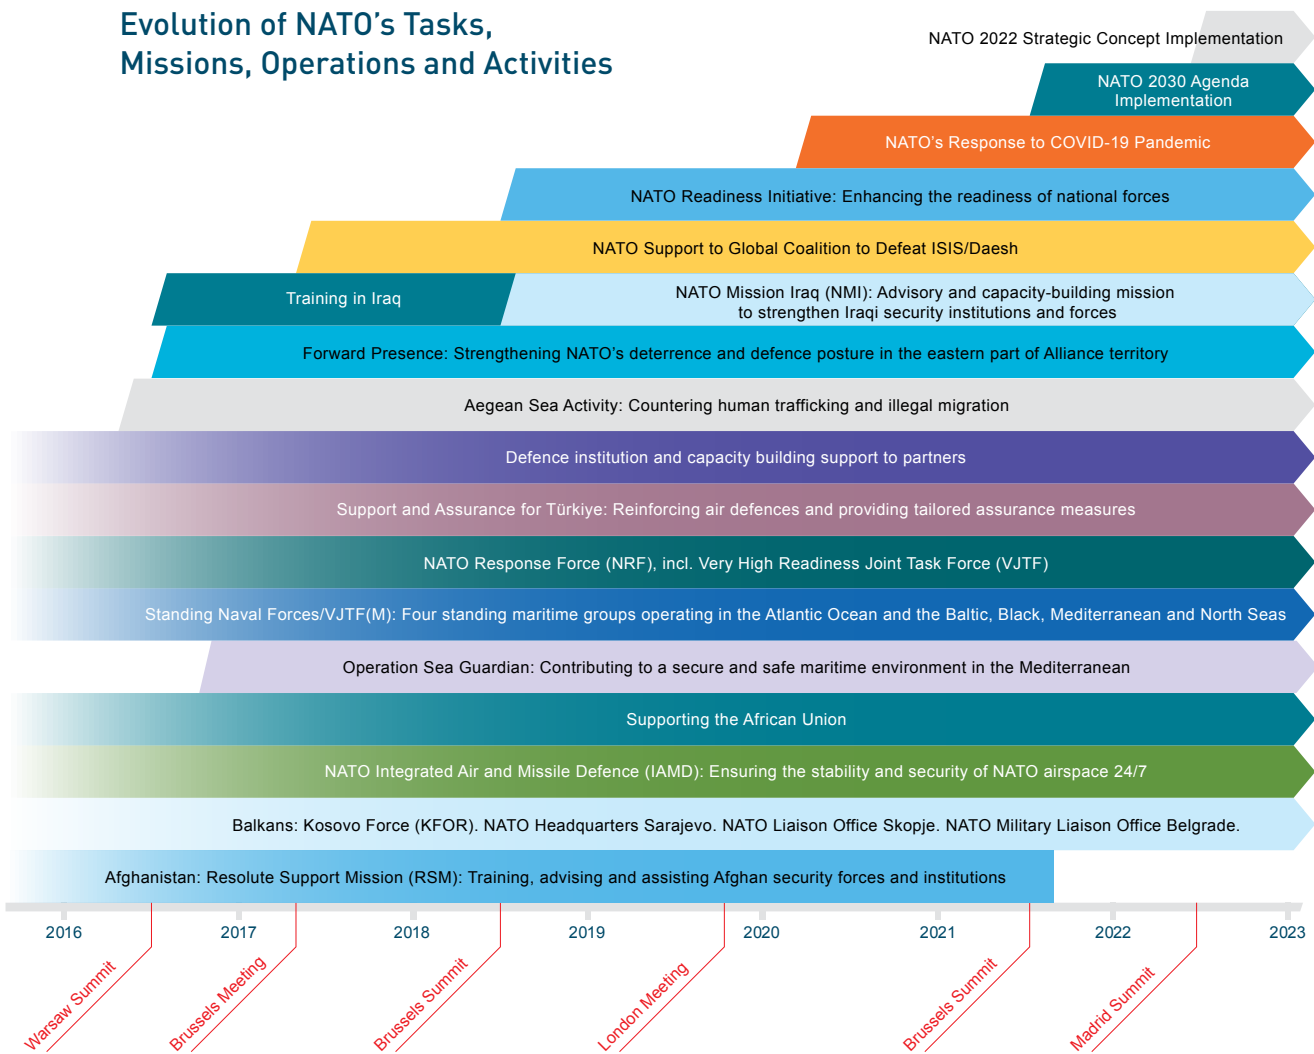 Evolution of NATO’s Tasks,
Missions, Operations and Activities
NATO 2022 Strategic Concept Implementation
NATO 2030 Agenda
Implementation
NATO’s Response to COVID-19 Pandemic
NATO Readiness Initiative: Enhancing the readiness of national forces
NATO Support to Global Coalition to Defeat ISIS/Daesh
Training in Iraq
NATO Mission Iraq (NMI): Advisory and capacity-building mission
to strengthen Iraqi security institutions and forces
Forward Presence: Strengthening NATO’s deterrence and defence posture in the eastern part of Alliance territory
Aegean Sea Activity: Countering human trafficking and illegal migration
Defence institution and capacity building support to partners
Support and Assurance for Türkiye: Reinforcing air defences and providing tailored assurance measures
NATO Response Force (NRF), incl. Very High Readiness Joint Task Force (VJTF)
Standing Naval Forces/VJTF(M): Four standing maritime groups operating in the Atlantic Ocean and the Baltic, Black, Mediterranean and North Seas
Operation Sea Guardian: Contributing to a secure and safe maritime environment in the Mediterranean
Supporting the African Union
NATO Integrated Air and Missile Defence (IAMD): Ensuring the stability and security of NATO airspace 24/7
Balkans: Kosovo Force (KFOR). NATO Headquarters Sarajevo. NATO Liaison Office Skopje. NATO Military Liaison Office Belgrade.
Afghanistan: Resolute Support Mission (RSM): Training, advising and assisting Afghan security forces and institutions
2016
2017
2018
2019
2020
2021
2022
2023
Warsaw Summit
Brussels Meeting
Brussels Summit
London Meeting
Brussels Summit
Madrid Summit